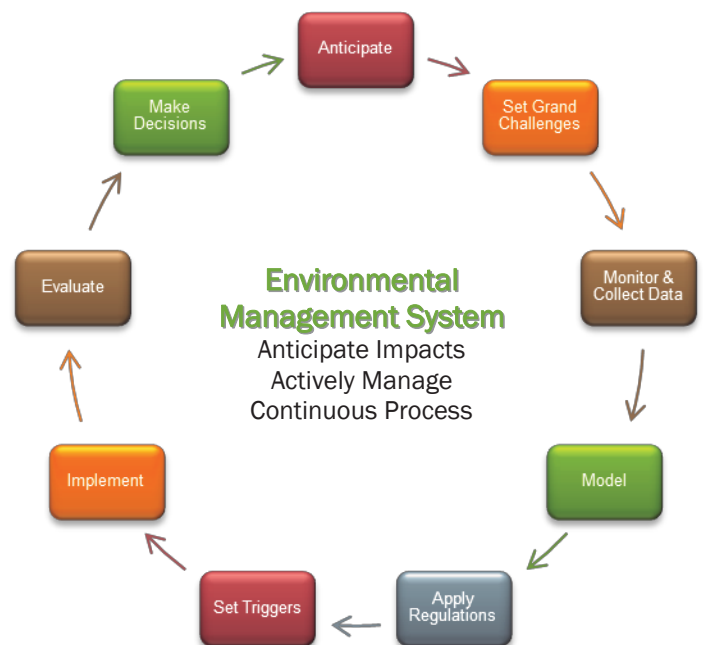 Anticipate
Set Grand
Challenges
Monitor &
Collect Data
Model
Apply
Regulations
Set Triggers
Implement
Evaluate
Make
Decisions
Environmental
Management System
Anticipate Impacts
Actively Manage
Continuous Process